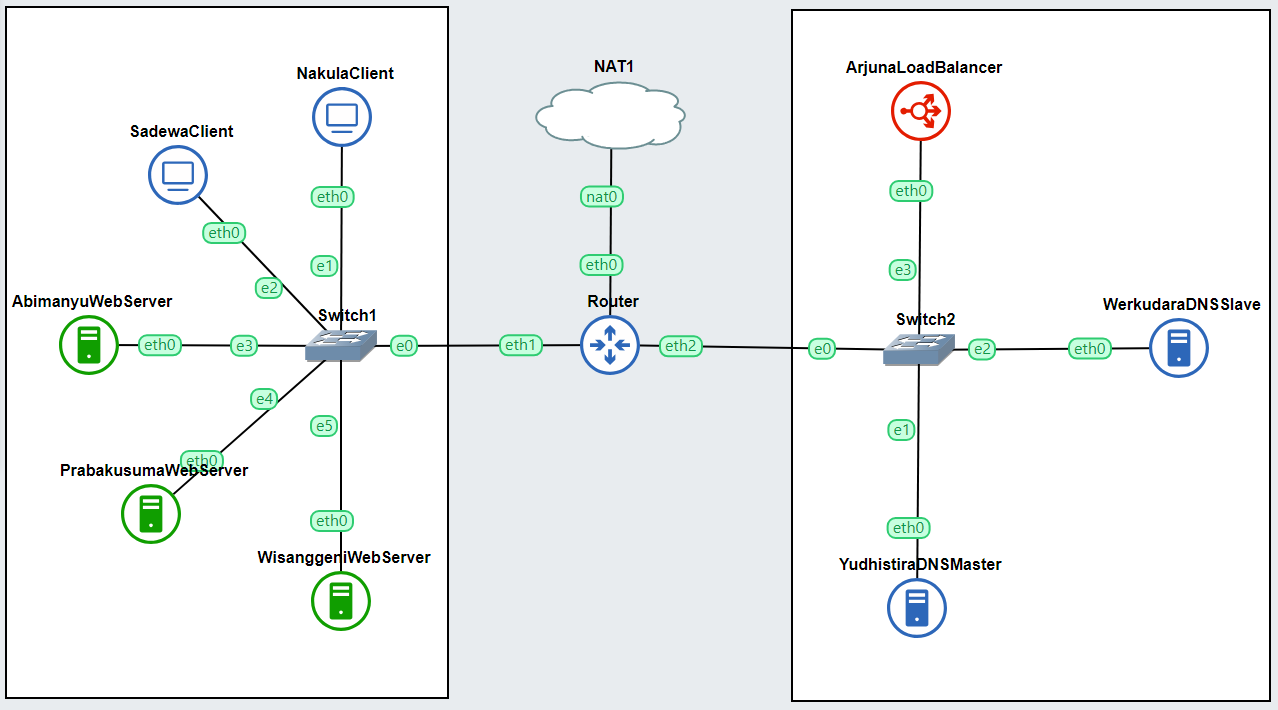 NakulaClient
eth0
e1
SadewaClient
eth0
e2
AbimanyuWebServer
eth0
e3
Switch1
e0
e4
eth0
PrabakusumaWebServer
e5
eth0
WisanggeniWebServer
NAT1
nat0
eth0
Router
eth1
eth2
ArjunaLoadBalancer
eth0
e3
Switch2
e0
e2
eth0
WerkudaraDNSSlave
e1
eth0
YudhistiraDNSMaster